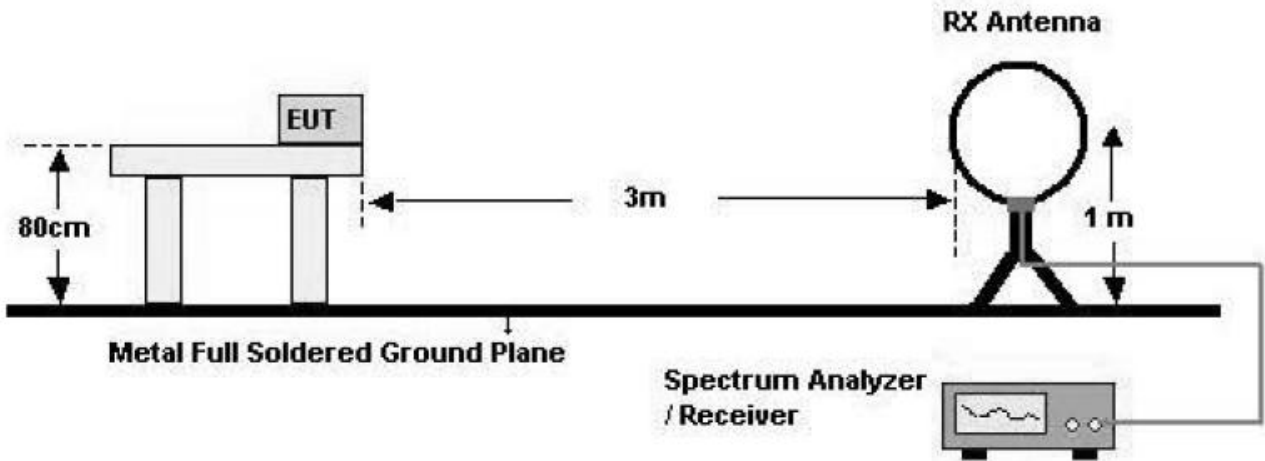 RX Antenna
EUT
80cm
3m
1 m
Metal Full Soldered Ground Plane
Spectrum Analyzer
/ Receiver